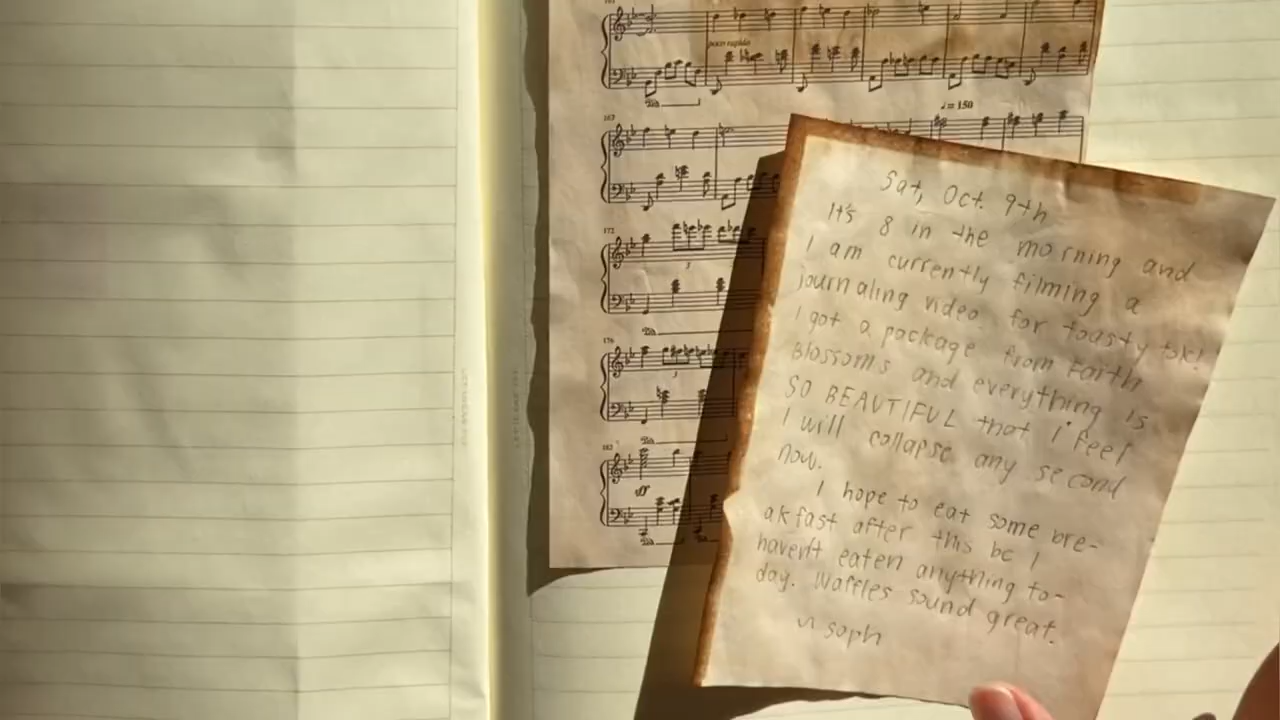 poco rapido
♩= 150
163
172
176
182
sff
Sat, Oct. 9th
It's 8 in the morning and
I am currently filming a
journaling video for toasty tok!
I got a package from Earth
Blossoms and everything is
SO BEAUTIFUL that I feel
I will collapse any second
now.
I hope to eat some bre-
akfast after this bc I
haven't eaten anything to-
day. Waffles sound great.
~ soph